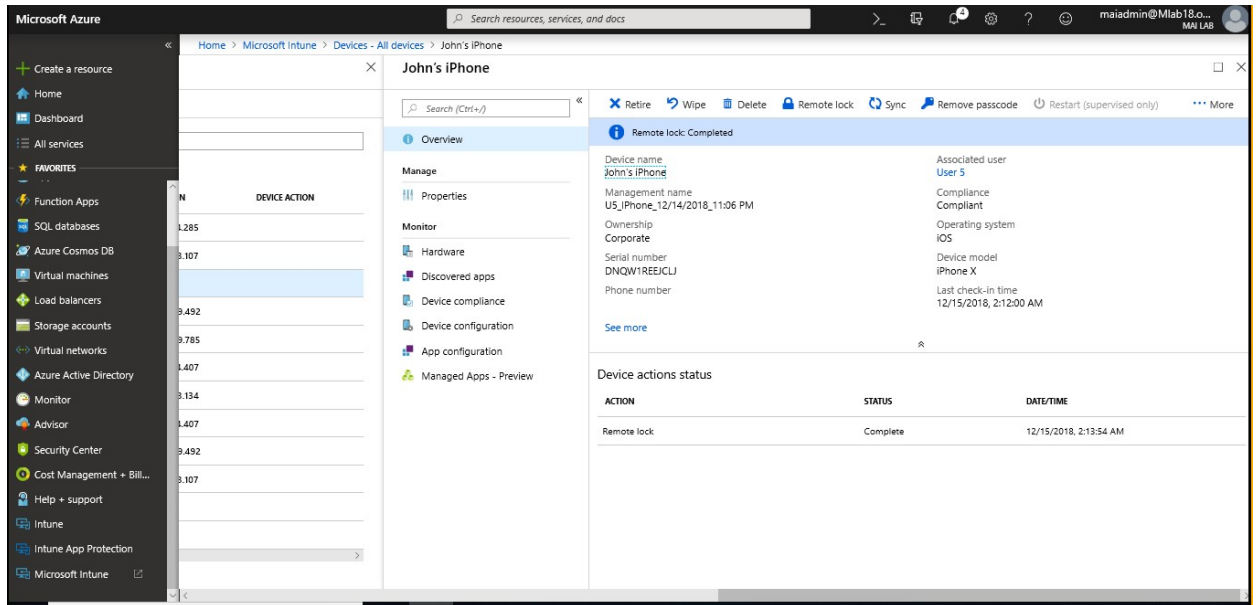 Microsoft Azure
Search resources, services, and docs
4
maiadmin@Mlab18.o...
MAI LAB
Home > Microsoft Intune > Devices - All devices > John's iPhone
Create a resource
Home
Dashboard
All services
FAVORITES
Function Apps
SQL databases
Azure Cosmos DB
Virtual machines
Load balancers
Storage accounts
Virtual networks
Azure Active Directory
Monitor
Advisor
Security Center
Cost Management + Bill...
Help + support
Intune
Intune App Protection
Microsoft Intune
N DEVICE ACTION
.285
3.107
9.492
9.785
.407
3.134
.407
9.492
3.107
John's iPhone
Search (Ctrl+/)
Overview
Manage
Properties
Monitor
Hardware
Discovered apps
Device compliance
Device configuration
App configuration
Managed Apps - Preview
Retire Wipe Delete Remote lock Sync Remove passcode Restart (supervised only) More
Remote lock: Completed
Device name
John's iPhone
Management name
U5_IPhone_12/14/2018_11:06 PM
Ownership
Corporate
Serial number
DNQW1REEJCLJ
Phone number
See more
Associated user
User 5
Compliance
Compliant
Operating system
iOS
Device model
iPhone X
Last check-in time
12/15/2018, 2:12:00 AM
Device actions status
ACTION STATUS DATE/TIME
Remote lock Complete 12/15/2018, 2:13:54 AM